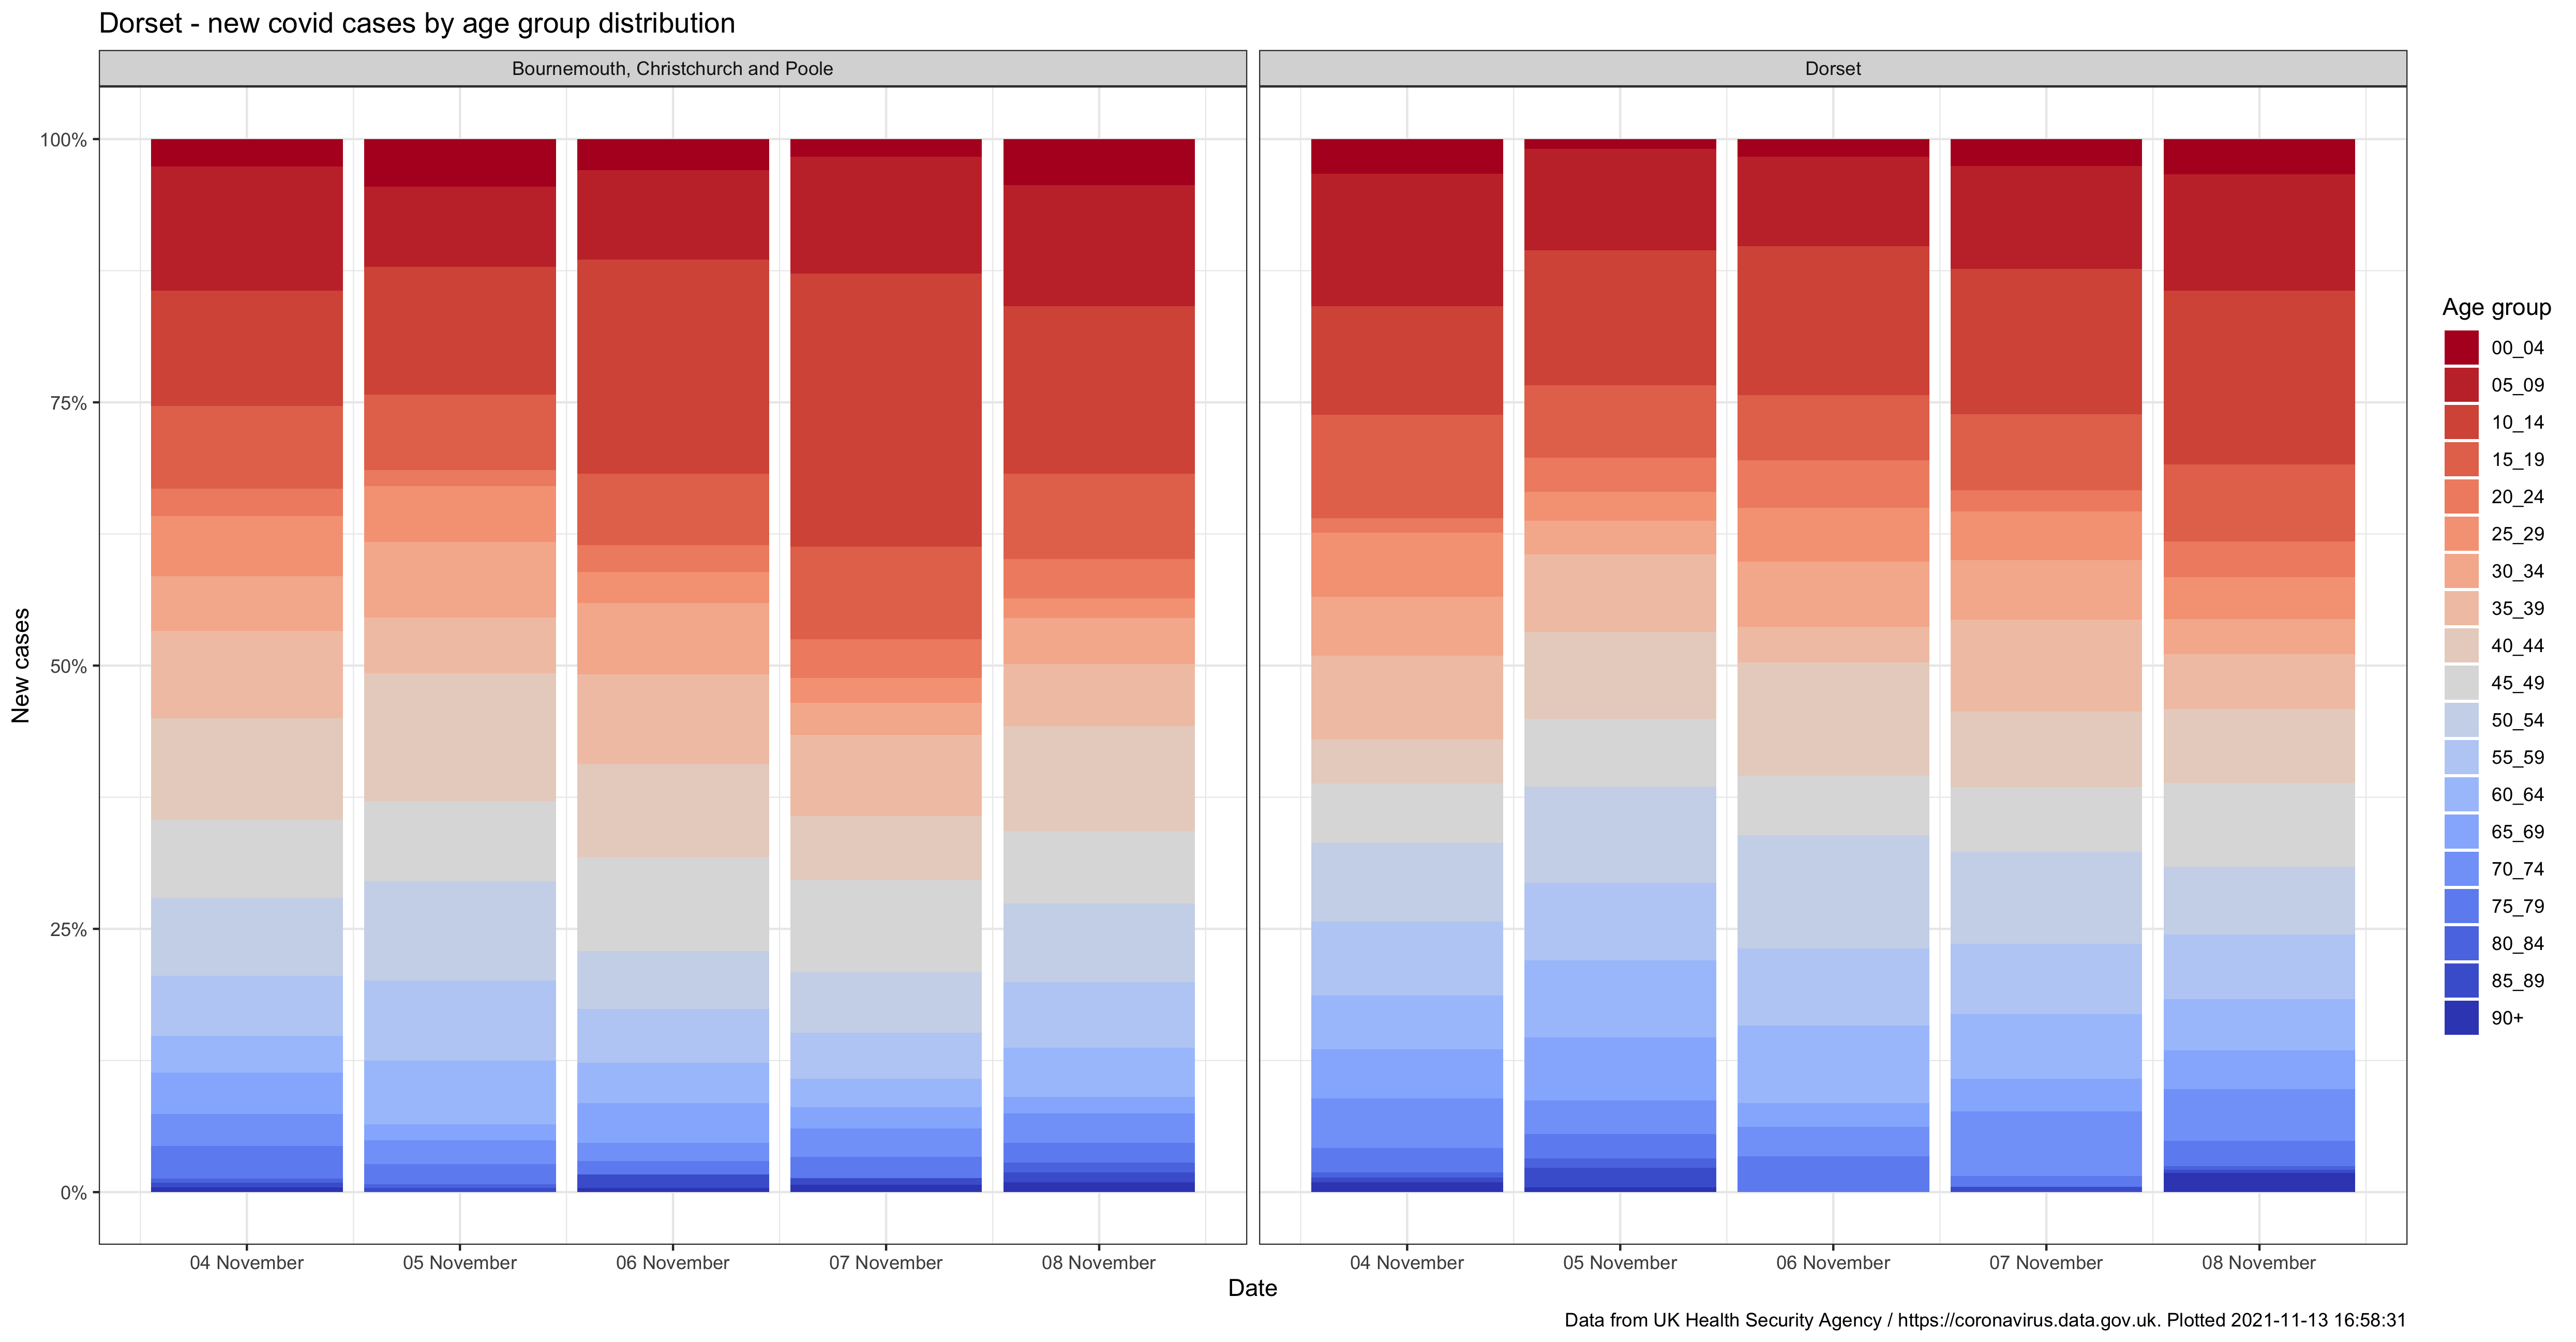 Dorset - new covid cases by age group distribution
Bournemouth, Christchurch and Poole
Dorset
New cases
100%
75%
50%
25%
0%
04 November
05 November
06 November
07 November
08 November
04 November
05 November
06 November
07 November
08 November
Date
Age group
00_04
05_09
10_14
15_19
20_24
25_29
30_34
35_39
40_44
45_49
50_54
55_59
60_64
65_69
70_74
75_79
80_84
85_89
90+
Data from UK Health Security Agency / https://coronavirus.data.gov.uk. Plotted 2021-11-13 16:58:31